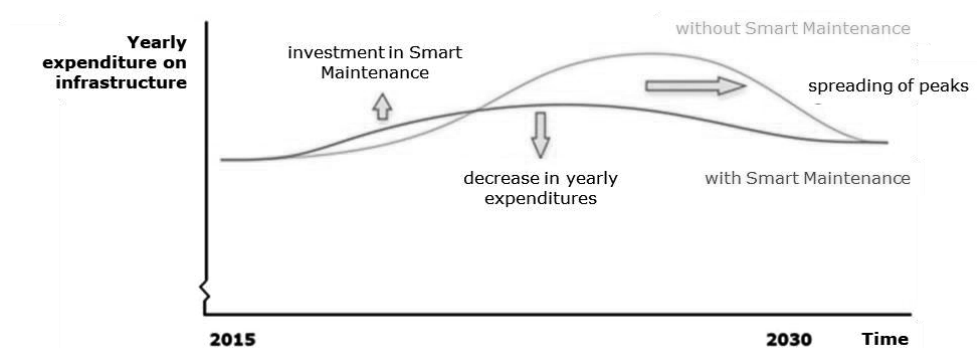 without Smart Maintenance
Yearly
expenditure on
infrastructure
investment in Smart
Maintenance
spreading of peaks
decrease in yearly
expenditures
with Smart Maintenance
2015
2030
Time